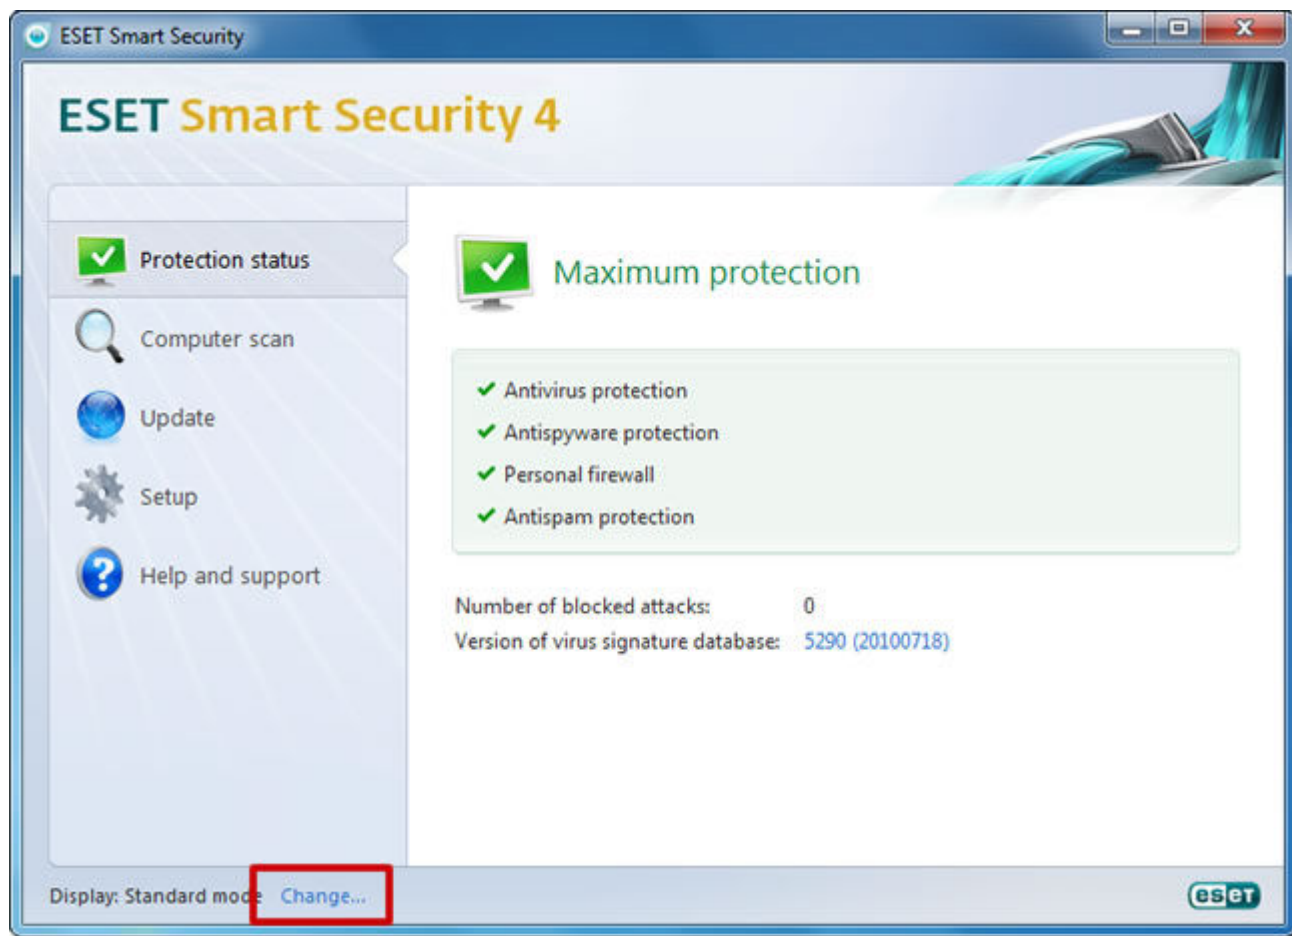 ESET Smart Security
ESET Smart Security 4
Protection status
Computer scan
Update
Setup
Help and support
Maximum protection
Antivirus protection
Antispyware protection
Personal firewall
Antispam protection
Number of blocked attacks: 0
Version of virus signature database: 5290 (20100718)
Display: Standard mode Change...
eset